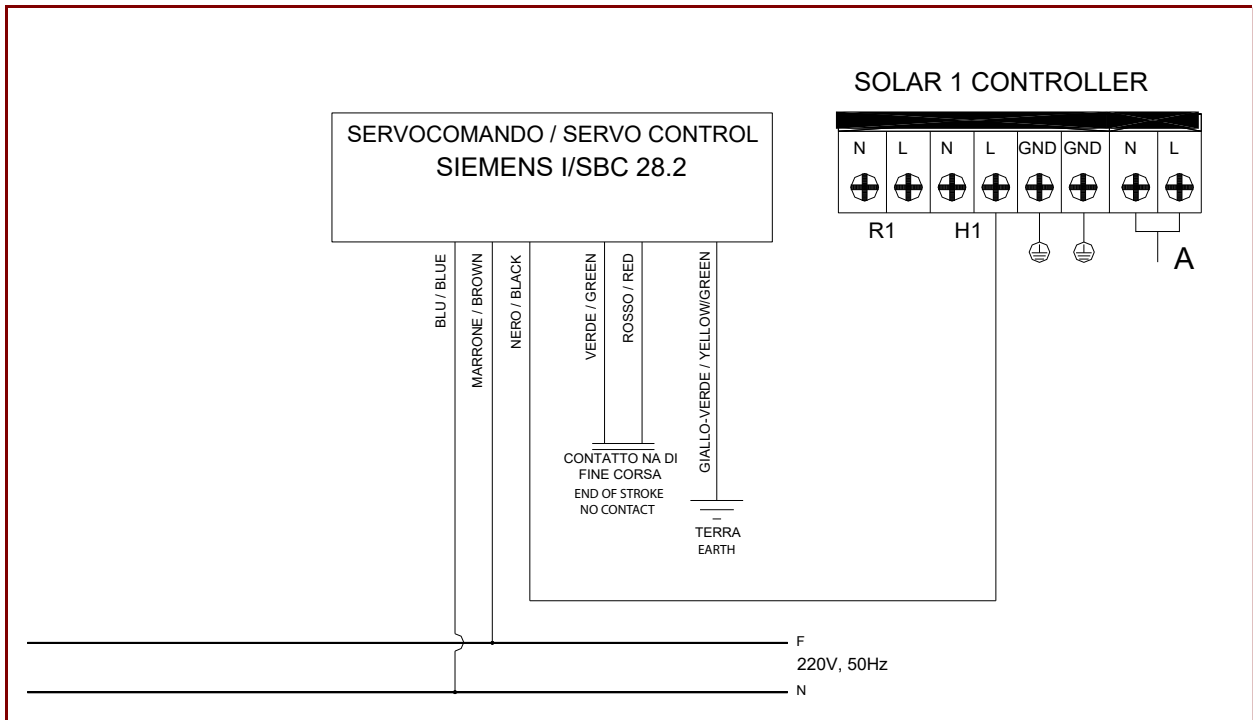 SOLAR 1 CONTROLLER
SERVOCOMANDO / SERVO CONTROL
SIEMENS I/SBC 28.2
N L N L GND GND N L
R1 H1
A
BLU / BLUE
MARRONE / BROWN
NERO / BLACK
VERDE / GREEN
ROSSO / RED
GIALLO-VERDE / YELLOW/GREEN
CONTATTO NA DI
FINE CORSA
END OF STROKE
NO CONTACT
TERRA
EARTH
F
220V, 50Hz
N